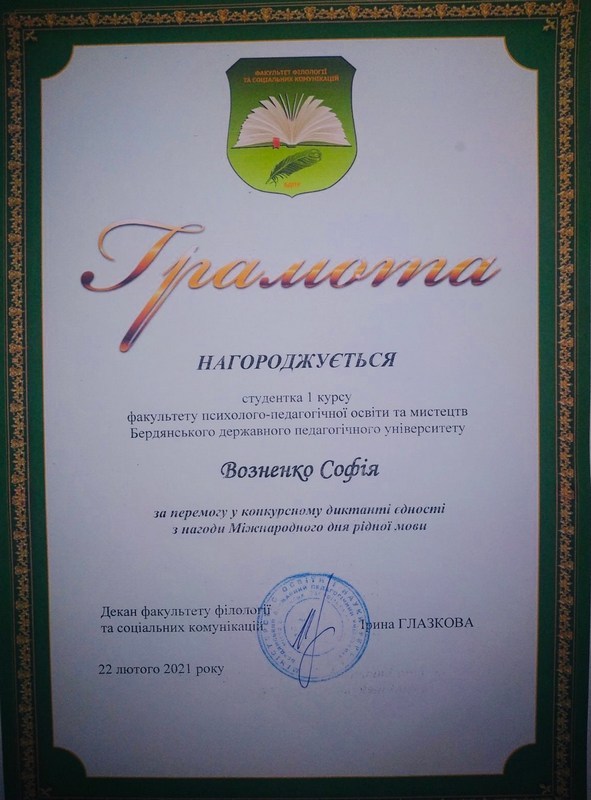 ФАКУЛЬТЕТ ФІЛОЛОГІЇ
ТА СОЦІАЛЬНИХ КОМУНІКАЦІЙ
БДПУ
Грамота
НАГОРОДЖУЄТЬСЯ
студентка 1 курсу
факультету психолого-педагогічної освіти та мистецтв
Бердянського державного педагогічного університету
Возненко Софія
за перемогу у конкурсному диктанті єдності
з нагоди Міжнародного дня рідної мови
Декан факультету філології
та соціальних комунікацій Ірина ГЛАЗКОВА
22 лютого 2021 року